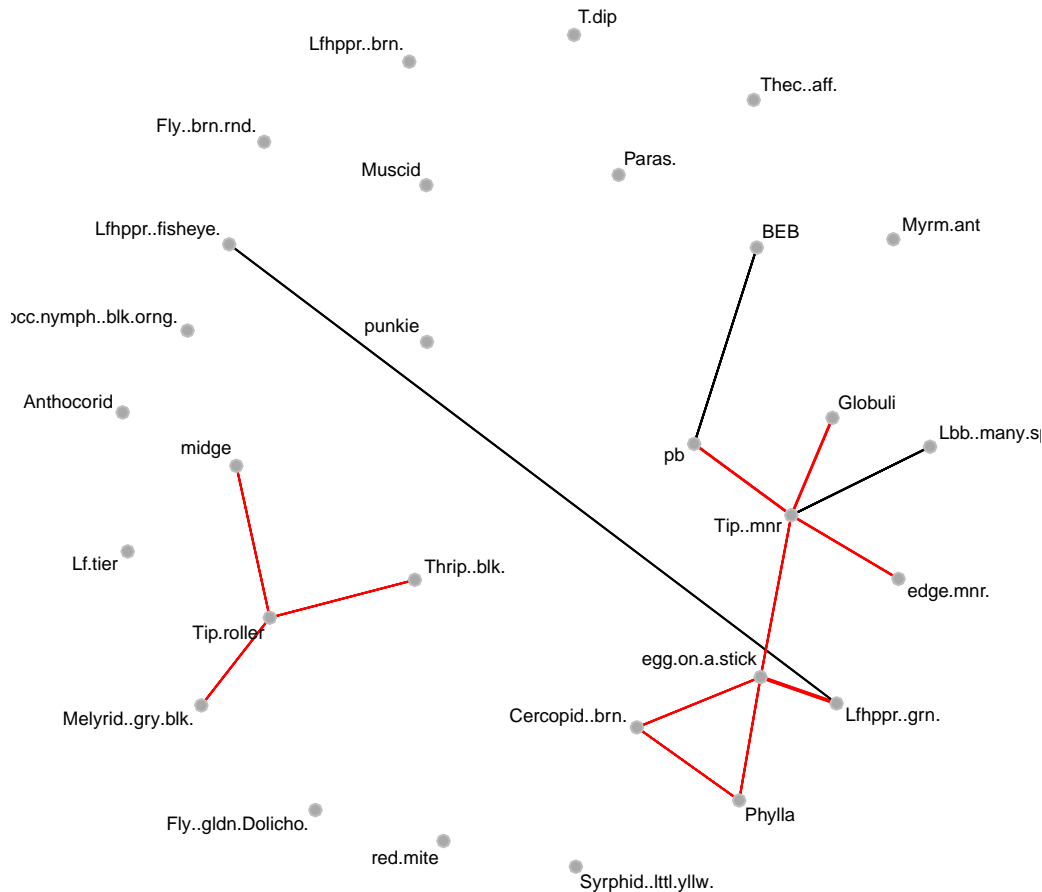 T.dip
Lfhppr..brn.
Thec..aff.
Fly..brn.rnd.
Muscid
Paras.
Lfhppr..fisheye.
BEB
Myrm.ant
occ.nymph..blk.orng.
punkie
Anthocorid
Globuli
Lbb..many.sp
midge
pb
Tip..mnr
Lf.tier
Thrip..blk.
edge.mnr.
Tip.roller
egg.on.a.stick
Melyrid..gry.blk.
Cercopid..brn.
Lfhppr..grn.
Phylla
Fly..gldn.Dolicho.
red.mite
Syrphid..lttl.yllw.